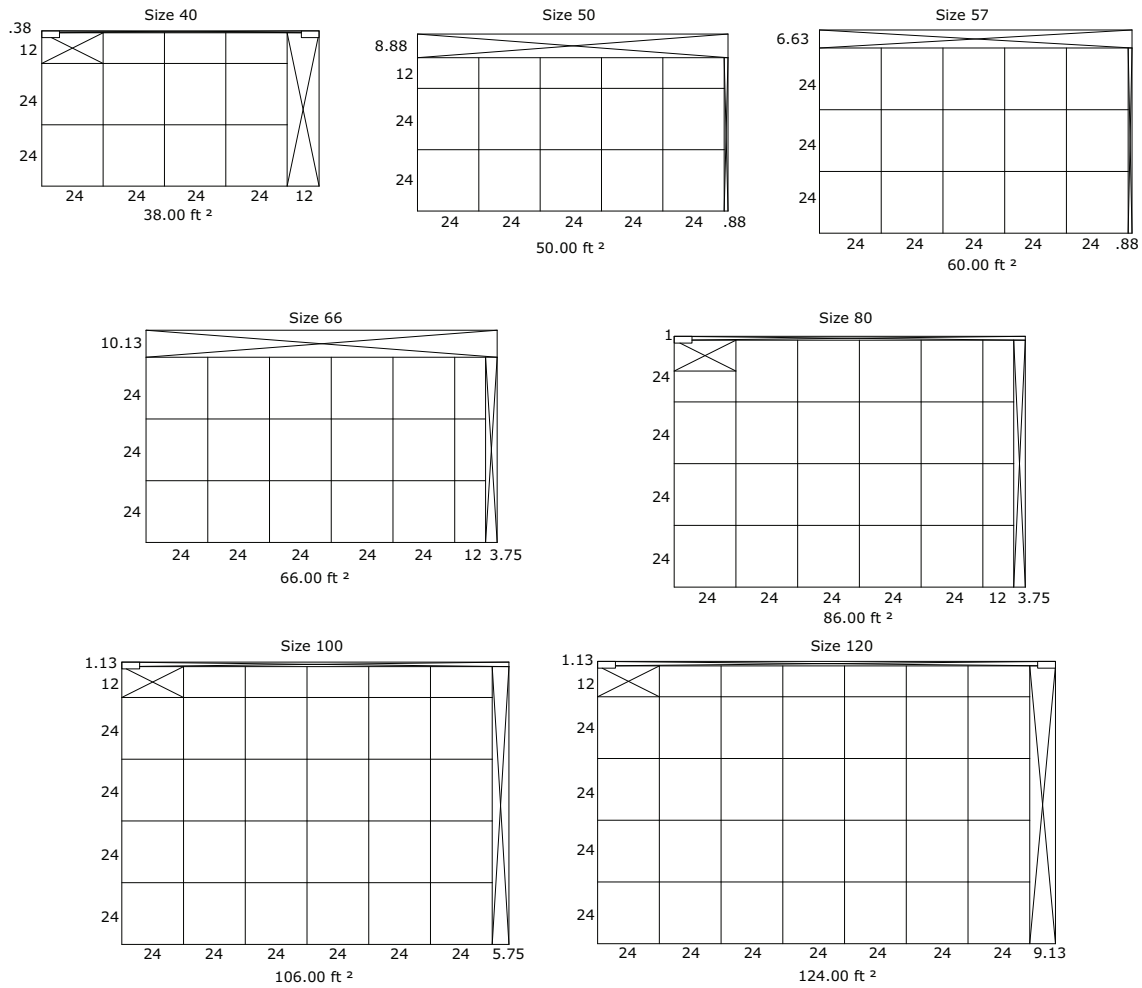 Size 40
.38
12
24
24
24 24 24 24 12
38.00 ft ²
Size 50
8.88
12
24
24
24 24 24 24 24 .88
50.00 ft ²
Size 57
6.63
24
24
24
24 24 24 24 24 .88
60.00 ft ²
Size 66
10.13
24
24
24
24 24 24 24 24 12 3.75
66.00 ft ²
Size 80
1
24
24
24
24
24 24 24 24 24 12 3.75
86.00 ft ²
Size 100
1.13
12
24
24
24
24
24 24 24 24 24 24 5.75
106.00 ft ²
Size 120
1.13
12
24
24
24
24
24 24 24 24 24 24 24 9.13
124.00 ft ²